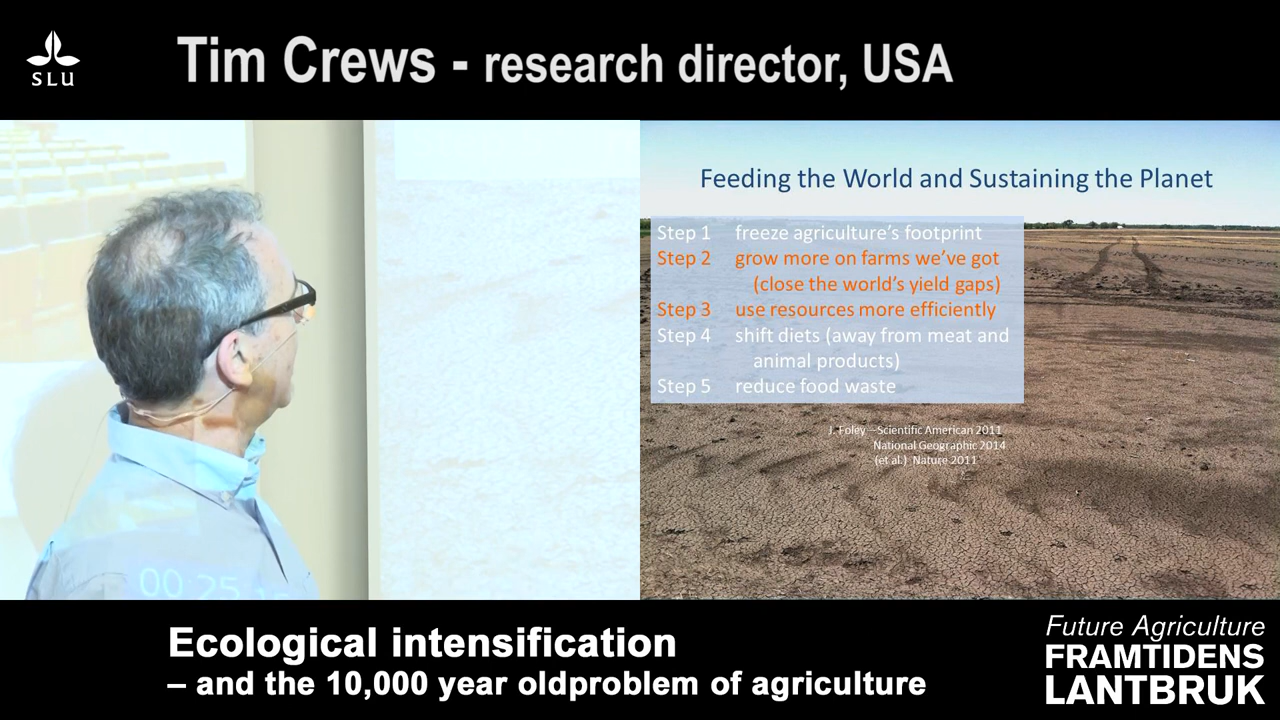 SLU
Tim Crews - research director, USA
Feeding the World and Sustaining the Planet
Step 1 freeze agriculture's footprint
Step 2 grow more on farms we've got
(close the world's yield gaps)
Step 3 use resources more efficiently
Step 4 shift diets (away from meat and
animal products)
Step 5 reduce food waste
J. Foley –Scientific American 2011
National Geographic 2014
(et al.) Nature 2011
00:25
Ecological intensification
– and the 10,000 year oldproblem of agriculture
Future Agriculture
FRAMTIDENS
LANTBRUK